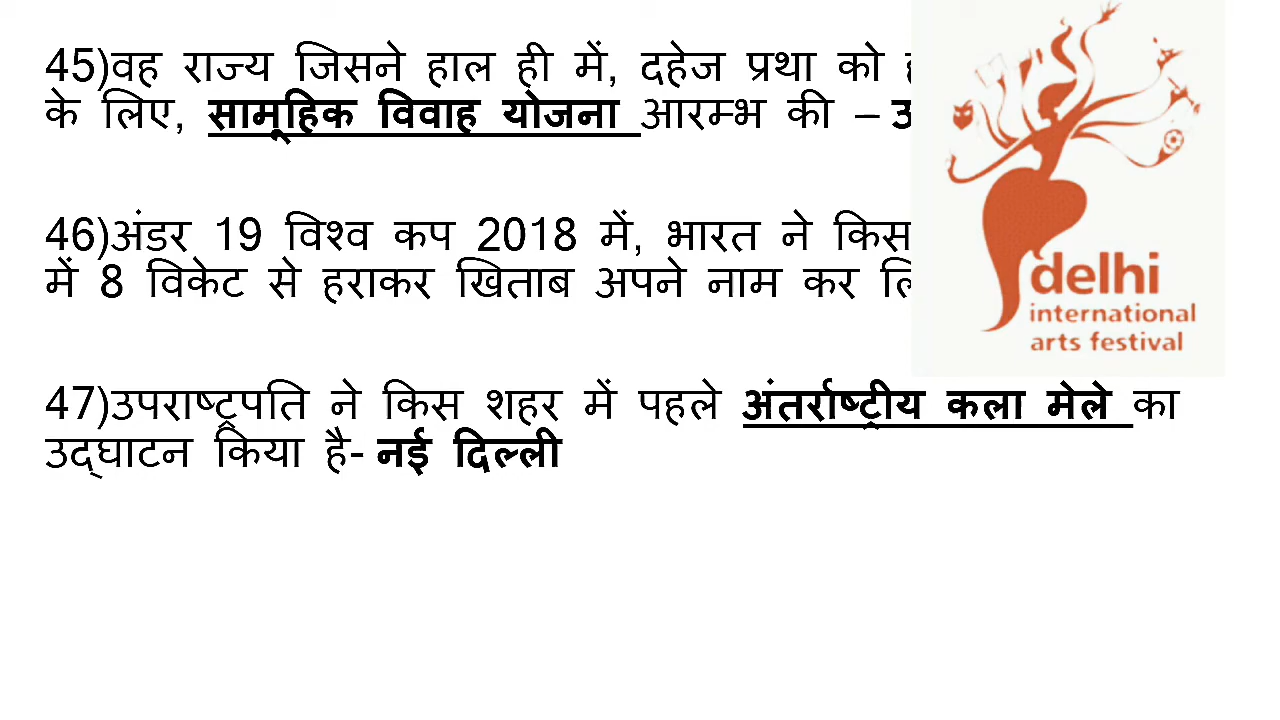 45)वह राज्य जिसने हाल ही में, दहेज प्रथा को
के लिए, सामूहिक विवाह योजना आरम्भ की –
46)अंडर 19 विश्व कप 2018 में, भारत ने किस
में 8 विकेट से हराकर खिताब अपने नाम कर
delhi
international
arts festival
47)उपराष्ट्रपति ने किस शहर में पहले अंतर्राष्ट्रीय कला मेले का
उद्घाटन किया है- नई दिल्ली